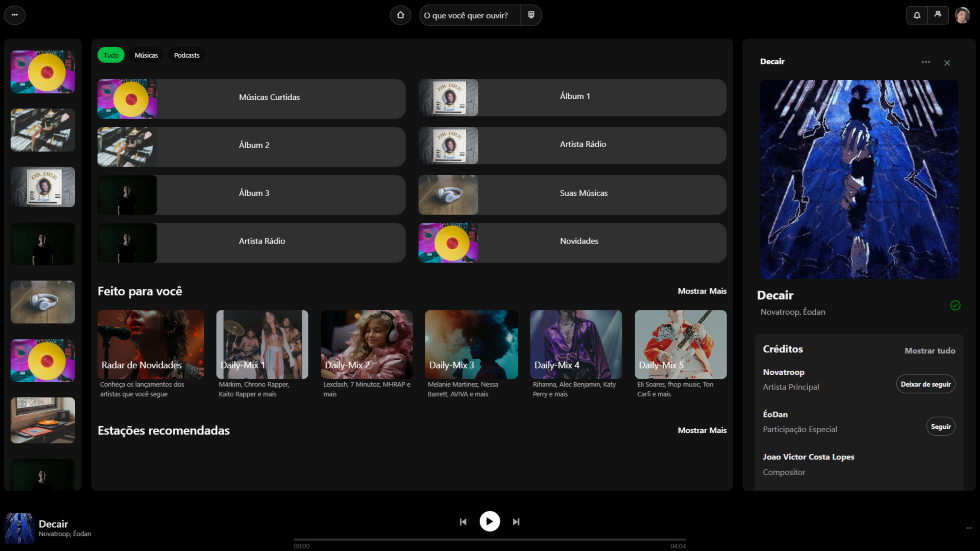 O que você quer ouvir?
Tudo
Músicas
Podcasts
Músicas Curtidas
DR. DRE
Álbum 1
Álbum 2
DR. DRE
Artista Rádio
Álbum 3
Suas Músicas
Artista Rádio
Novidades
Feito para você
Mostrar Mais
Radar de Novidades
Daily-Mix 1
Daily-Mix 2
Daily-Mix 3
Daily-Mix 4
Daily-Mix 5
Conheça os lançamentos dos
artistas que você segue
M4rkim, Chrono Rapper,
Kaito Rapper e mais
Lexclash, 7 Minutoz, MHRAP e
mais
Melanie Martinez, Nessa
Barrett, AVIVA e mais
Rihanna, Alec Benjamin, Katy
Perry e mais
Eli Soares, fhop music, Ton
Carfi e mais
Estações recomendadas
Mostrar Mais
DR. DRE
Decair
Decair
Novatroop, Éodan
Créditos
Mostrar tudo
Novatroop
Artista Principal
Deixar de seguir
ÉoDan
Participação Especial
Seguir
Joao Victor Costa Lopes
Compositor
Decair
Novatroop, Éodan
00:00
04:04